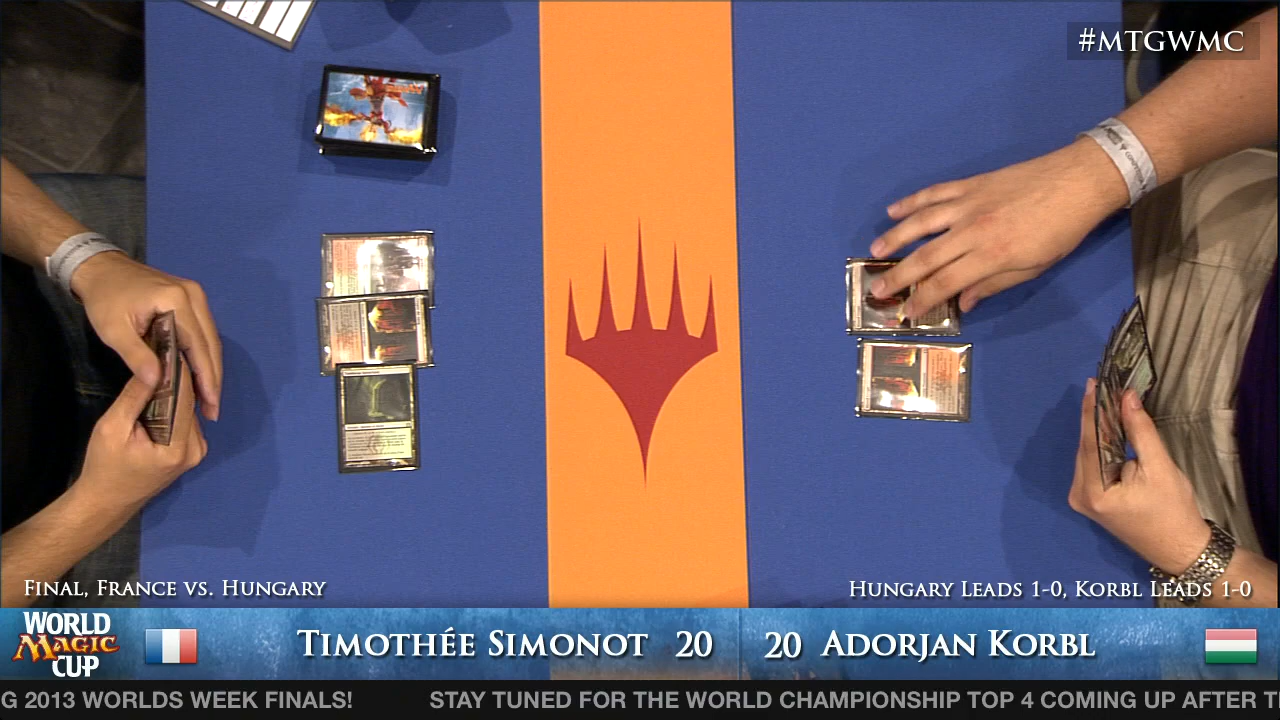 #MTGWMC
Final, France vs. Hungary
Hungary Leads 1-0, Korbl Leads 1-0
WORLD
MAGIC
CUP
Timothée Simonot 20
20 Adorjan Korbl
G 2013 WORLDS WEEK FINALS! STAY TUNED FOR THE WORLD CHAMPIONSHIP TOP 4 COMING UP AFTER T